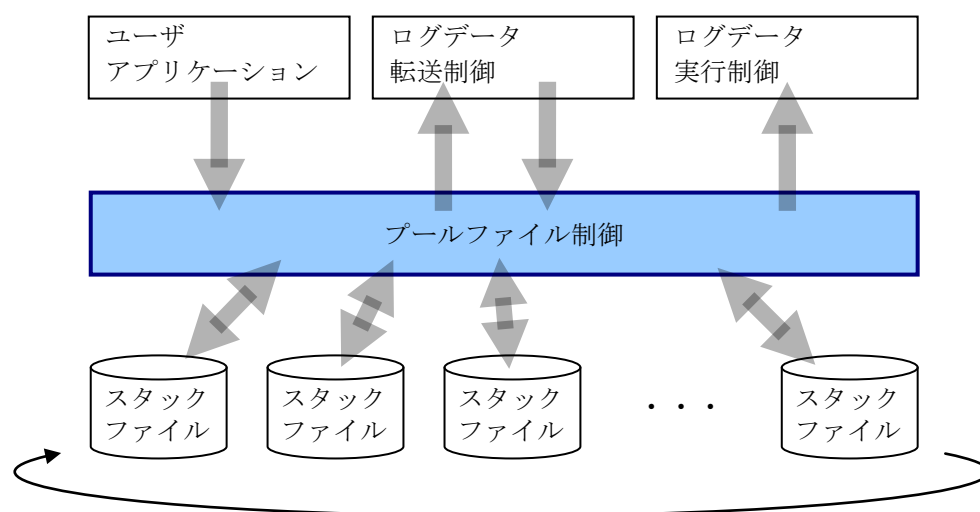 ユーザ
アプリケーション
ログデータ
転送制御
ログデータ
実行制御
プールファイル制御
スタック
ファイル
スタック
ファイル
スタック
ファイル
・・・
スタック
ファイル